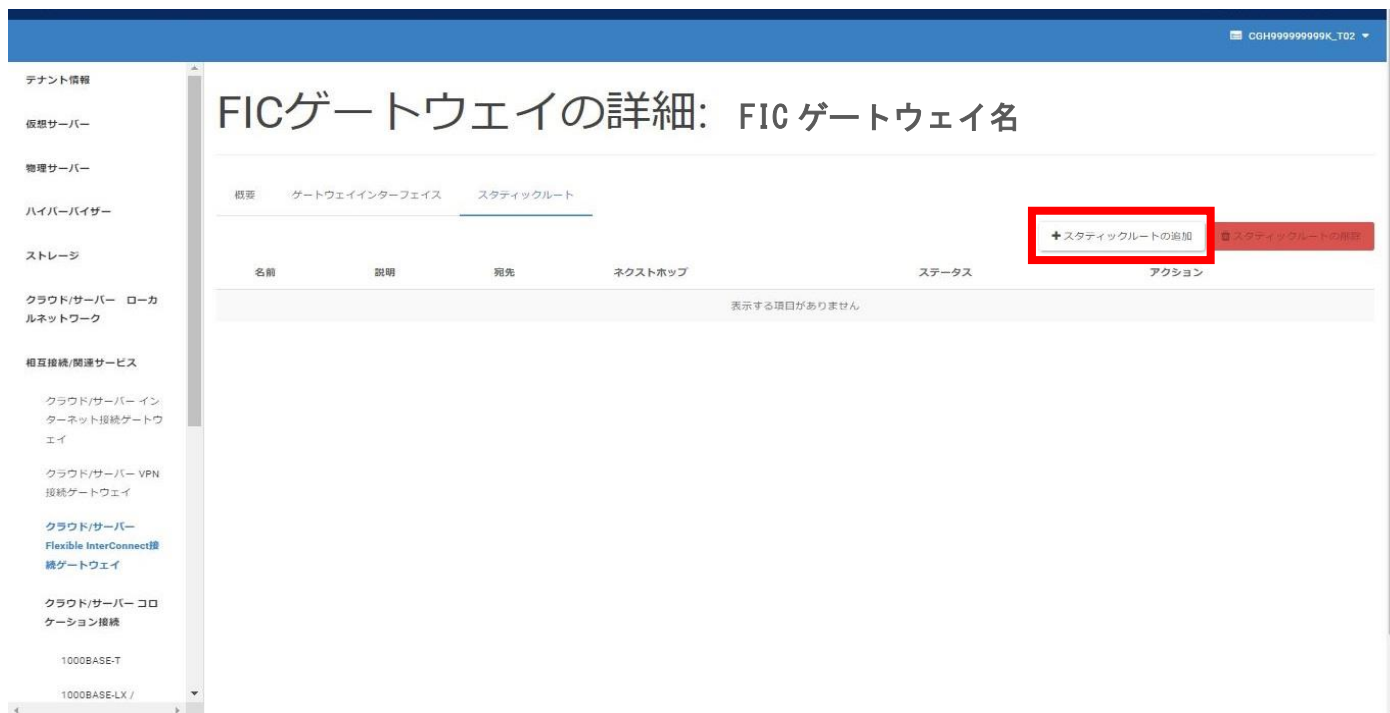 CGH999999999K_T02
テナント情報
仮想サーバー
物理サーバー
ハイパーバイザー
ストレージ
クラウド/サーバー ローカ
ルネットワーク
相互接続/関連サービス
クラウド/サーバー イン
ターネット接続ゲートウ
ェイ
クラウド/サーバー VPN
接続ゲートウェイ
クラウド/サーバー
Flexible InterConnect接
続ゲートウェイ
クラウド/サーバー コロ
ケーション接続
1000BASE-T
1000BASE-LX /
FICゲートウェイの詳細: FIC ゲートウェイ名
概要 ゲートウェイインターフェイス スタティックルート
+スタティックルートの追加 スタティックルートの削除
名前 説明 宛先 ネクストホップ ステータス アクション
表示する項目がありません